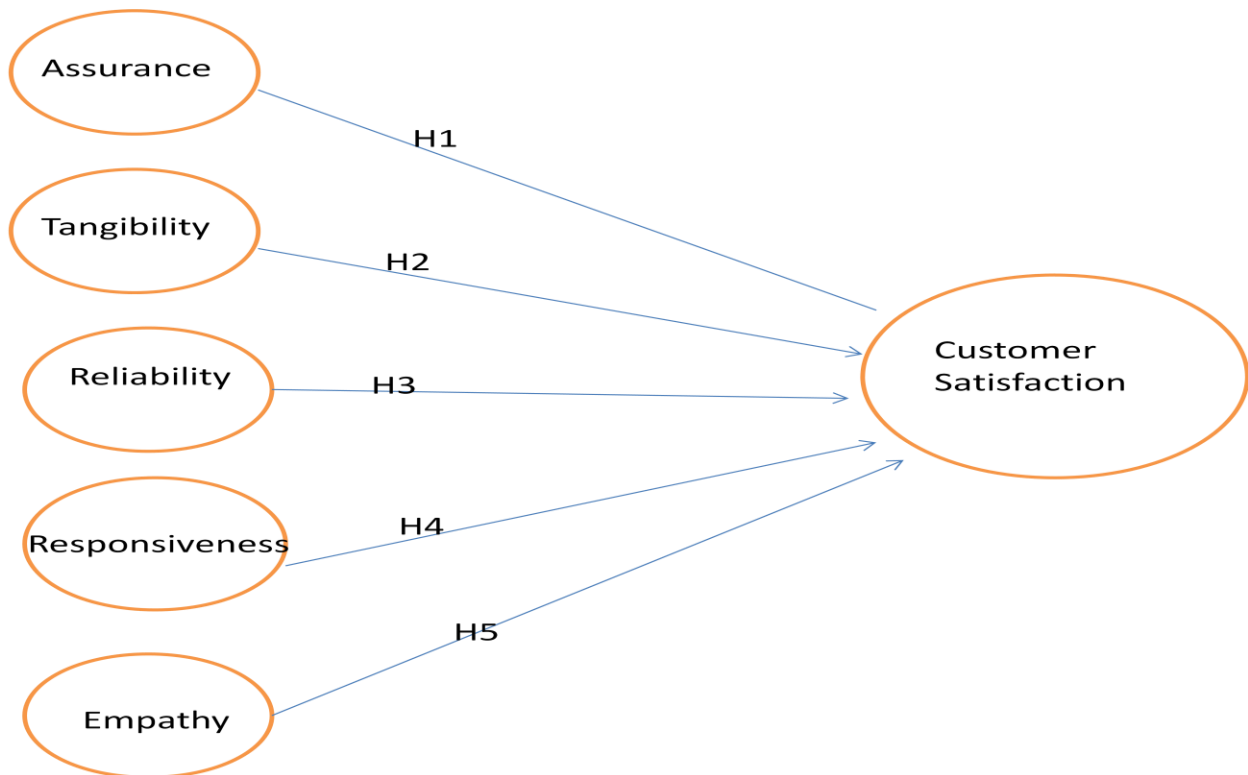 Assurance
H1
Tangibility
H2
Customer
Satisfaction
Reliability
H3
Responsiveness
H4
H5
Empathy